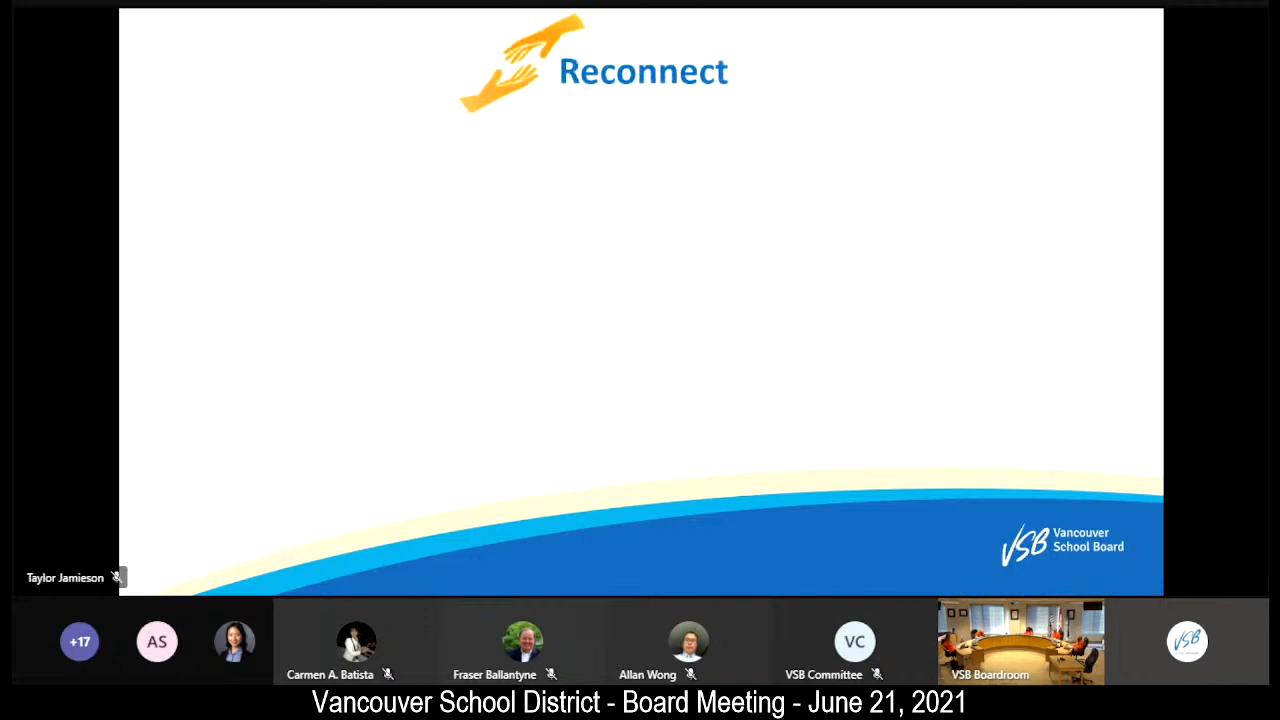 Reconnect
VSB Vancouver
School Board
Taylor Jamieson
+17
AS
Carmen A. Batista
Fraser Ballantyne
Allan Wong
VC
VSB Committee
VSB Boardroom
VSB
Vancouver School District - Board Meeting - June 21, 2021